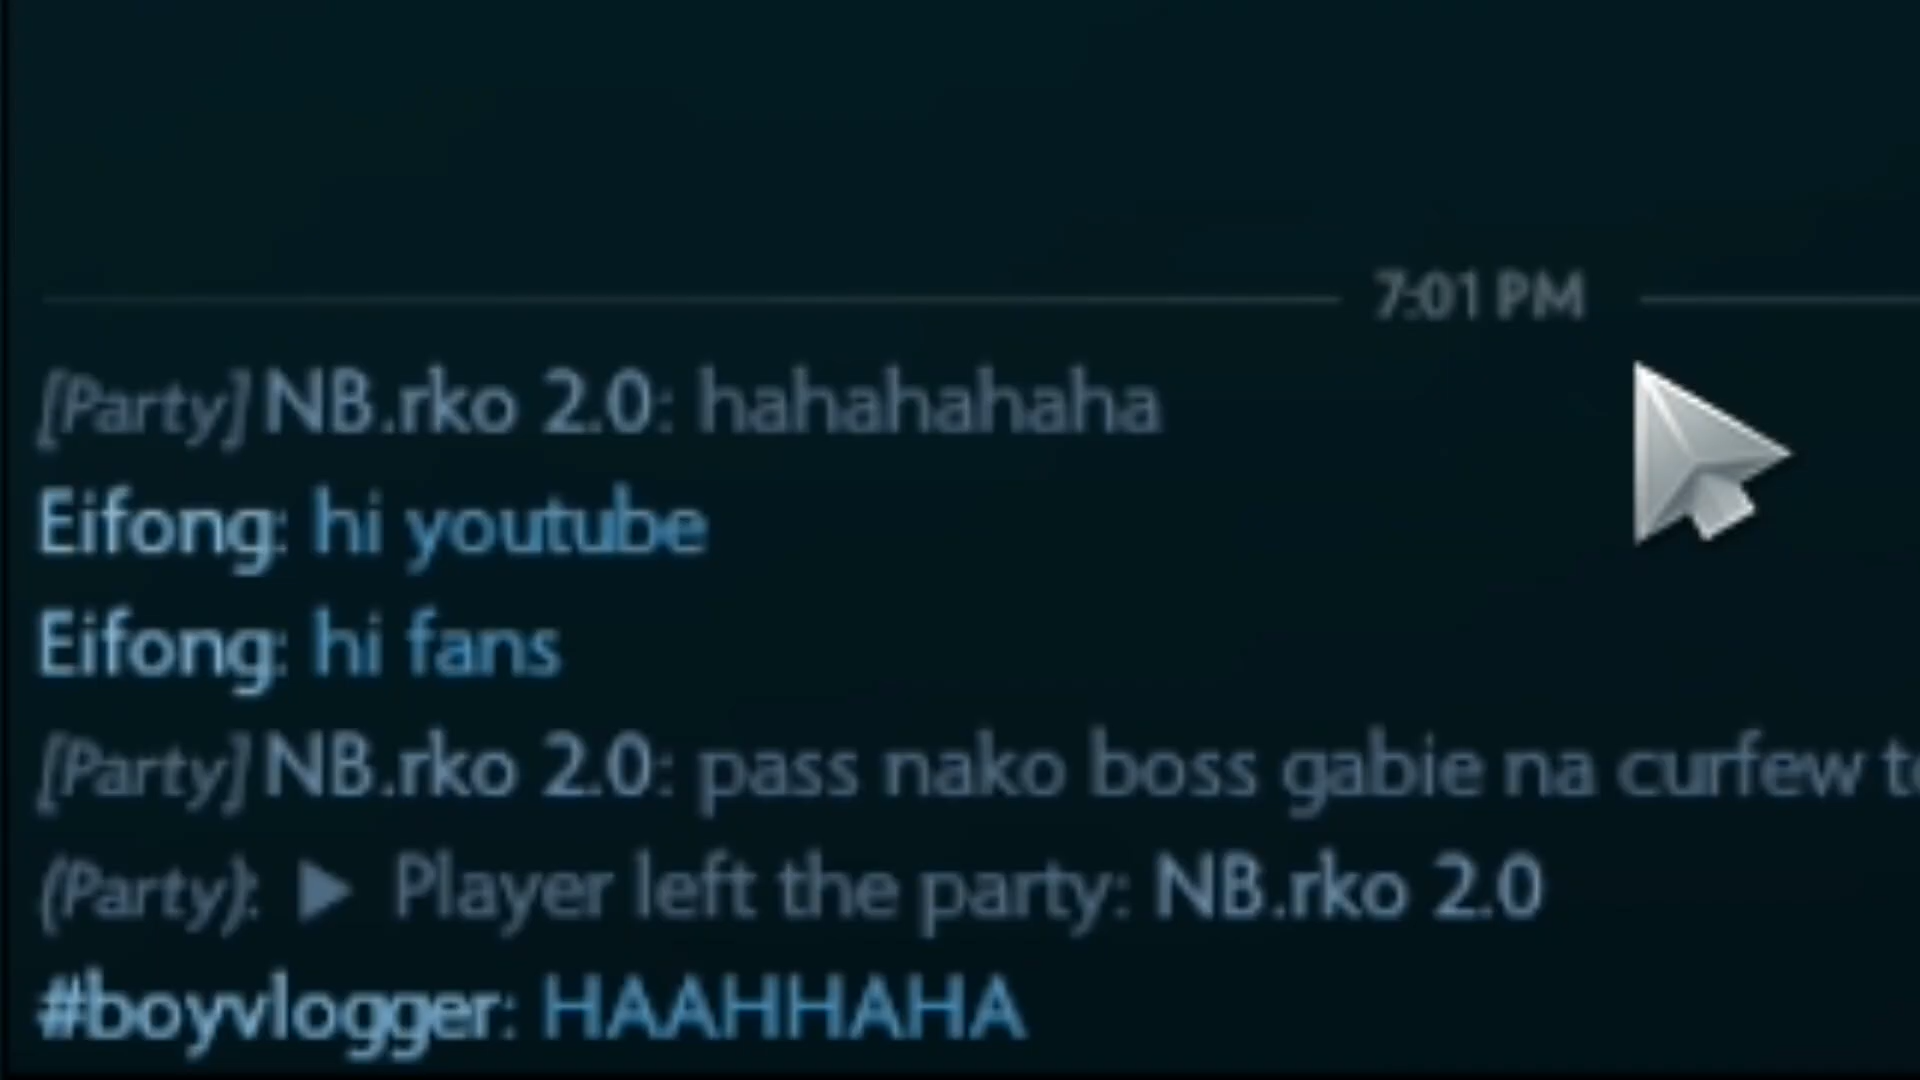 7:01 PM
[Party] NB.rko 2.0: hahahahaha
Eifong: hi youtube
Eifong: hi fans
[Party] NB.rko 2.0: pass nako boss gabie na curfew
(Party): ▶ Player left the party: NB.rko 2.0
#boyvlogger: HAAHHAHA